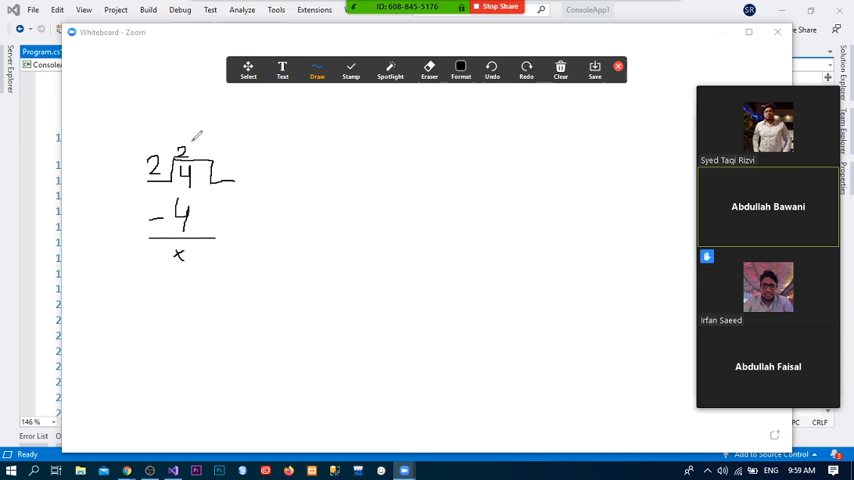 File Edit View Project Build
Test Analyze Tools Extensions
ID: 608-845-5176
Stop Share
ConsoleApp1
SR
Share
Program.cs
Console
Whiteboard - Zoom
Select Text Draw Stamp Spotlight Eraser Format Undo Redo Clear Save
Server Explorer
Solution Explorer
Properties
2
2 4
- 4
x
Syed Taqi Rizvi
Abdullah Bawani
Irfan Saeed
Abdullah Faisal
146 %
PC CRLF
Error List
Ready
Add to Source Control
3
ENG 9:59 AM